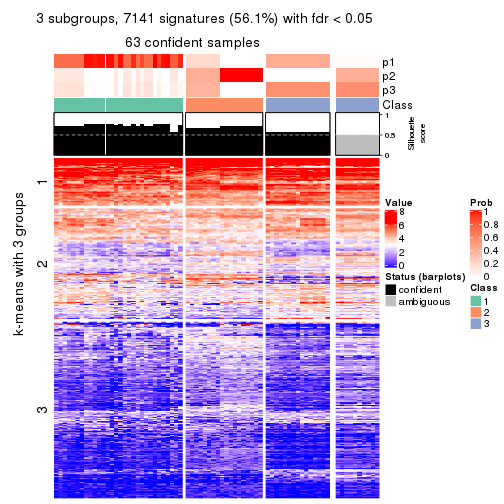 3 subgroups, 7141 signatures (56.1%) with fdr < 0.05
63 confident samples
p1
p2
p3
Class
1
0.5
0
Silhouette
score
k-means with 3 groups
1
2
3
Value
8
6
4
2
0
Status (barplots)
confident
ambiguous
Prob
1
0.8
0.6
0.4
0.2
0
Class
1
2
3